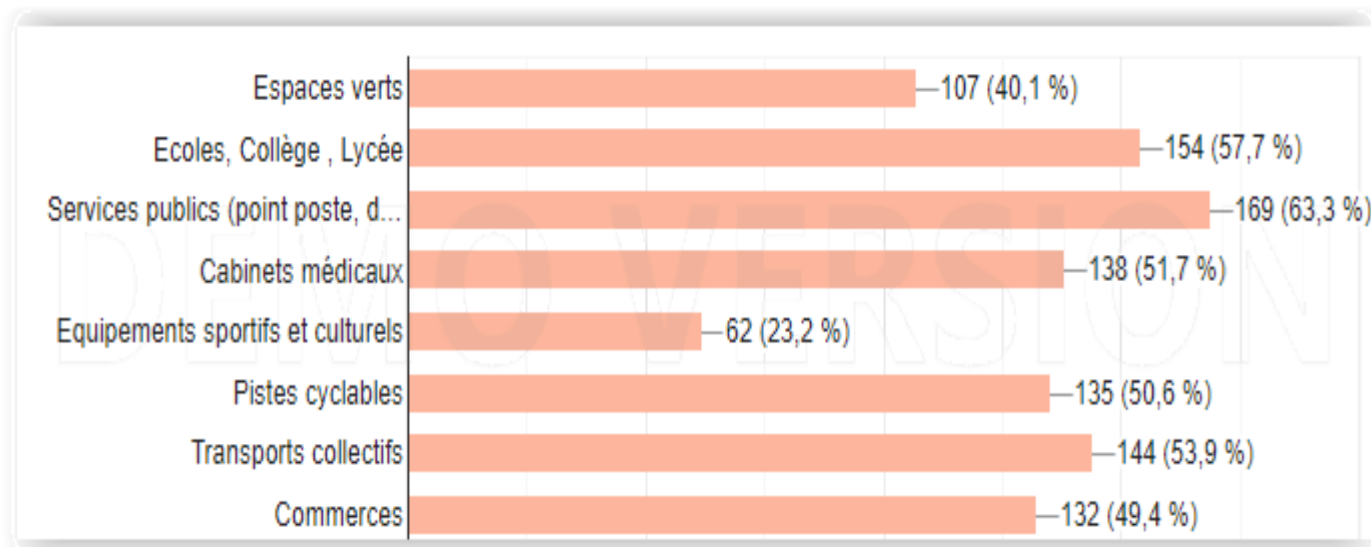 Espaces verts 107 (40,1 %)
Ecoles, Collège , Lycée 154 (57,7 %)
Services publics (point poste, d... 169 (63,3 %)
Cabinets médicaux 138 (51,7 %)
Equipements sportifs et culturels 62 (23,2 %)
Pistes cyclables 135 (50,6 %)
Transports collectifs 144 (53,9 %)
Commerces 132 (49,4 %)
DEMO VERSION